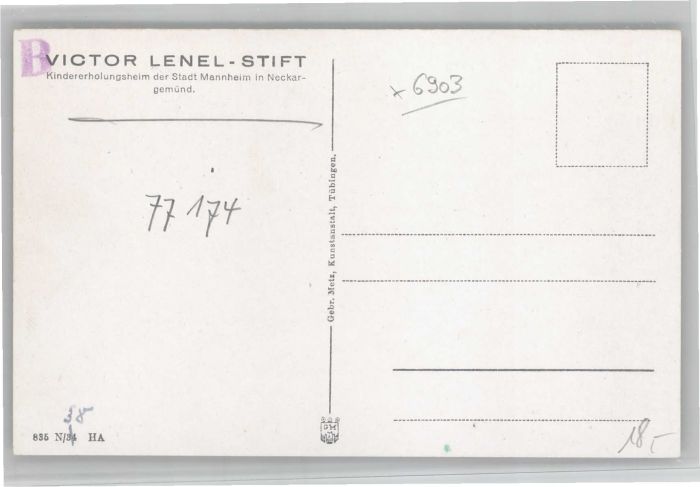 B
VICTOR LENEL-STIFT
Kindererholungsheim der Stadt Mannheim in Neckar-
gemünd.
77 174
x 6903
Gebr. Metz, Kunstanstalt, Tübingen.
38
835 N/34 HA
18,-